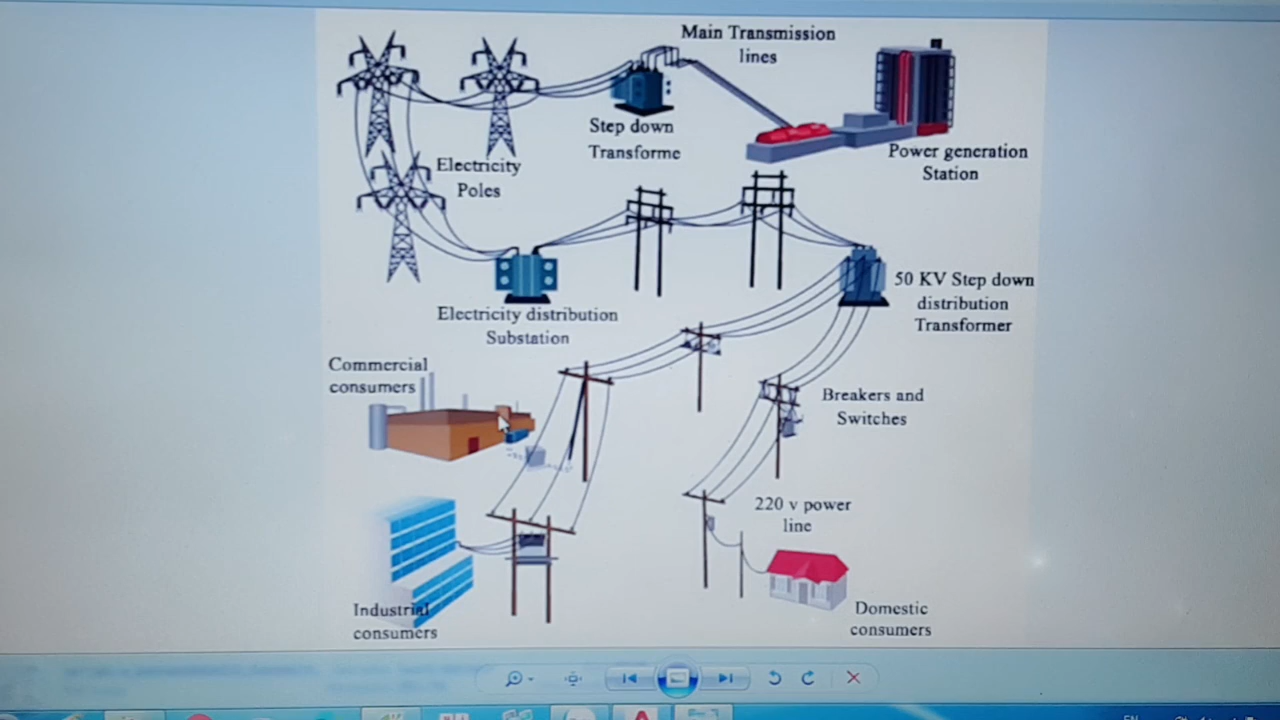 Main Transmission
lines
Step down
Transforme
Power generation
Station
Electricity
Poles
50 KV Step down
distribution
Transformer
Electricity distribution
Substation
Commercial
consumers
Breakers and
Switches
220 v power
line
Industrial
consumers
Domestic
consumers
EN